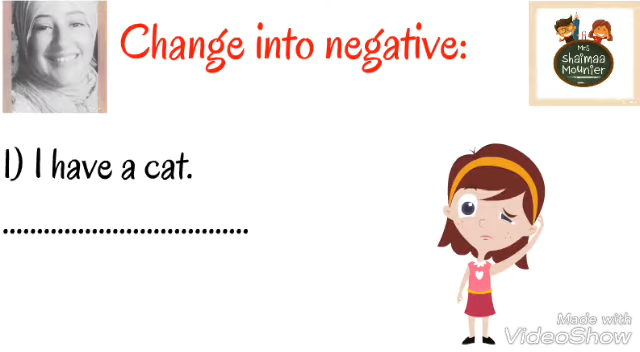 Change into negative:
Mrs
Shaimaa
Mounier
1) I have a cat.
....................................
Made with
VideoShow